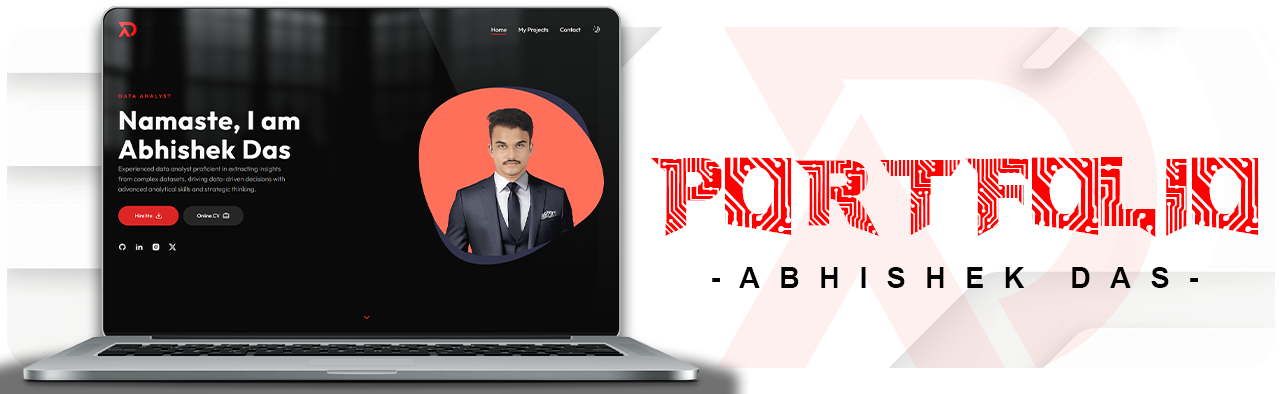 Home My Projects Contact
DATA ANALYST
Namaste, I am
Abhishek Das
Experienced data analyst proficient in extracting insights
from complex datasets, driving data-driven decisions with
advanced analytical skills and strategic thinking.
Hire Me Online CV
PORTFOLIO
-ABHISHEK DAS-